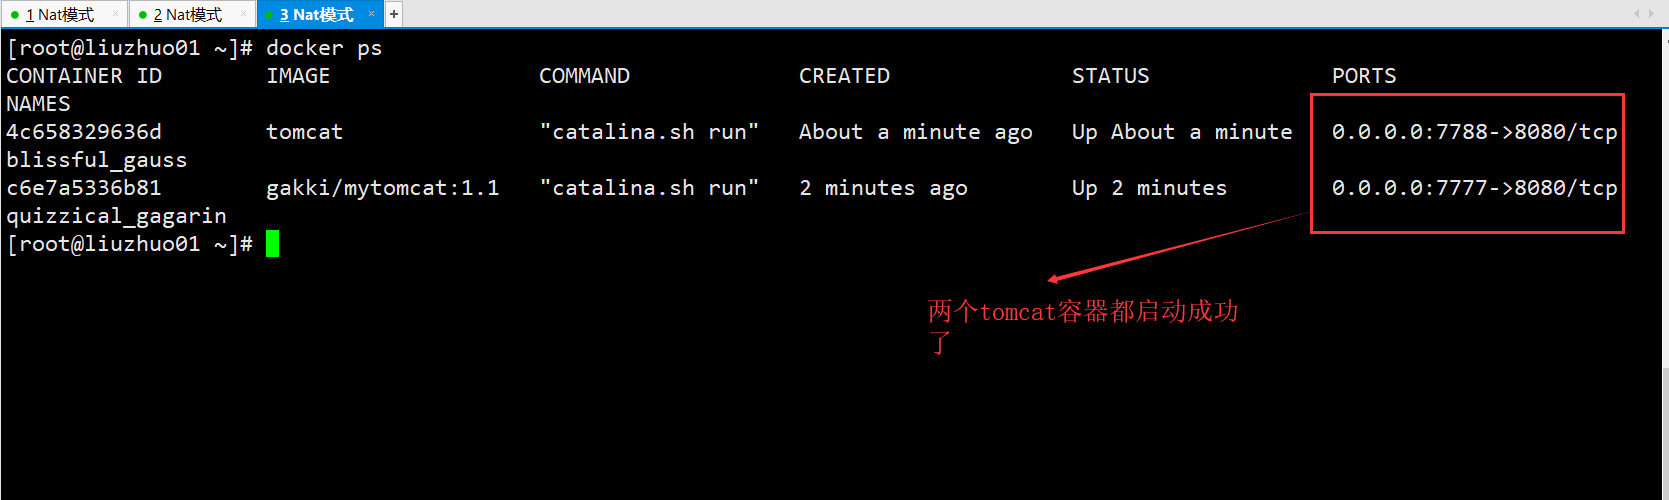 1 Nat模式 × 2 Nat模式 × 3 Nat模式 × +
[root@liuzhuo01 ~]# docker ps
CONTAINER ID IMAGE COMMAND CREATED STATUS PORTS
NAMES
4c658329636d tomcat "catalina.sh run" About a minute ago Up About a minute 0.0.0.0:7788->8080/tcp
blissful_gauss
c6e7a5336b81 gakki/mytomcat:1.1 "catalina.sh run" 2 minutes ago Up 2 minutes 0.0.0.0:7777->8080/tcp
quizzical_gagarin
[root@liuzhuo01 ~]#
两个tomcat容器都启动成功
了